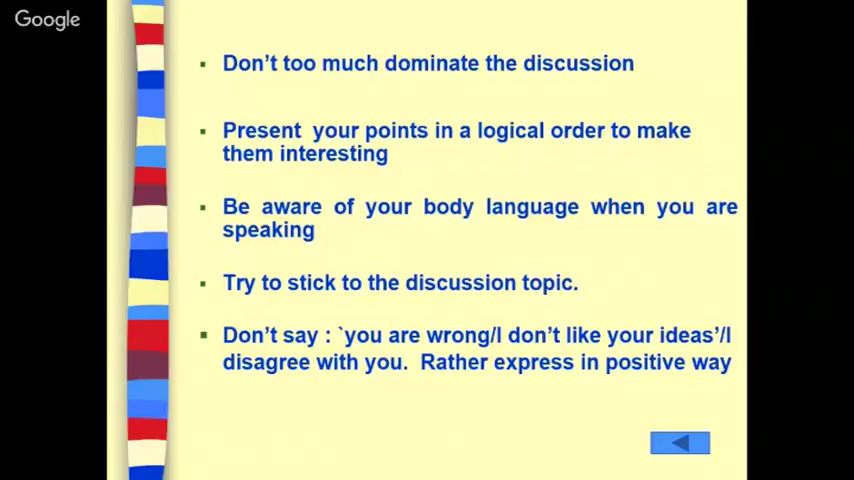 Google
Don't too much dominate the discussion
Present your points in a logical order to make
them interesting
Be aware of your body language when you are
speaking
Try to stick to the discussion topic.
Don't say : `you are wrong/I don't like your ideas'/I
disagree with you. Rather express in positive way